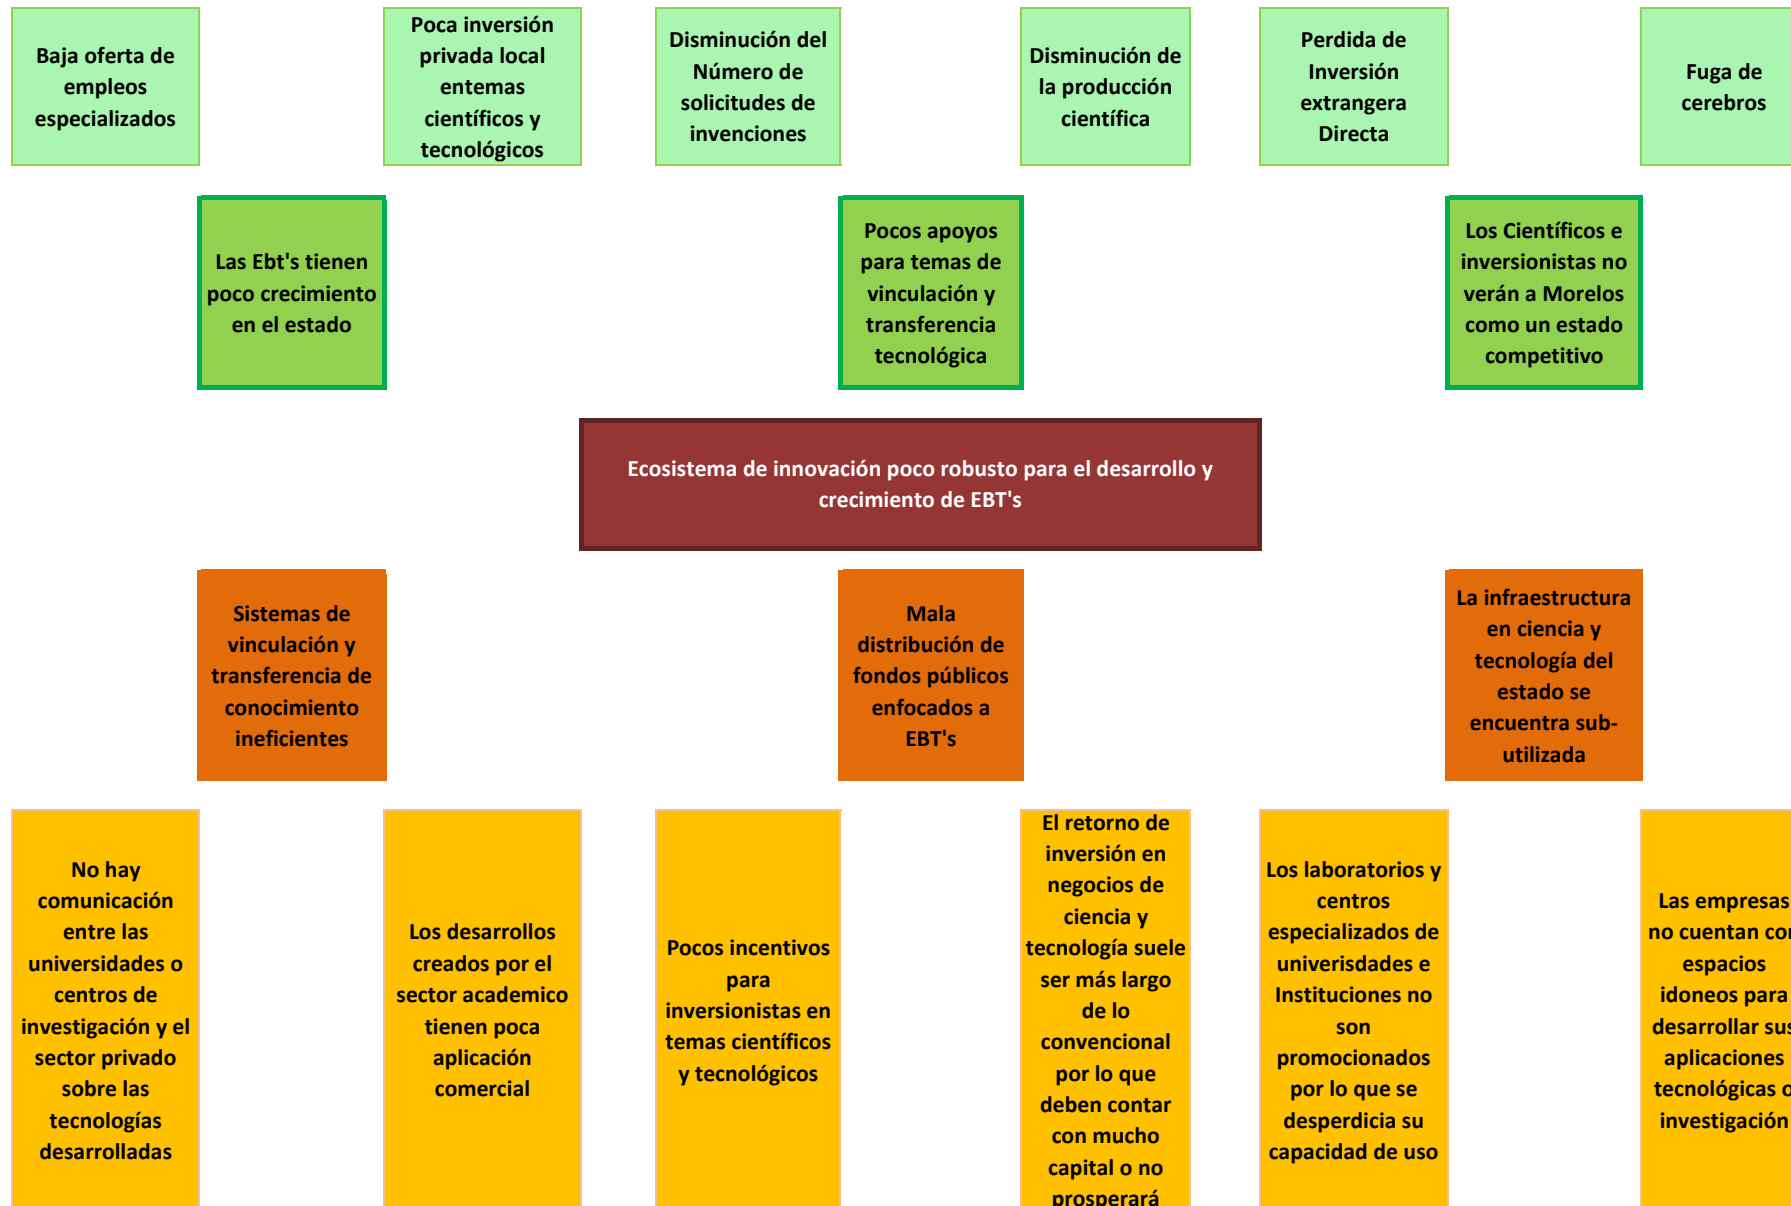 Baja oferta de
empleos
especializados
Poca inversión
privada local
entemas
científicos y
tecnológicos
Disminución del
Número de
solicitudes de
invenciones
Disminución de
la producción
científica
Perdida de
Inversión
extrangera
Directa
Fuga de
cerebros
Las Ebt's tienen
poco crecimiento
en el estado
Pocos apoyos
para temas de
vinculación y
transferencia
tecnológica
Los Científicos e
inversionistas no
verán a Morelos
como un estado
competitivo
Ecosistema de innovación poco robusto para el desarrollo y
crecimiento de EBT's
Sistemas de
vinculación y
transferencia de
conocimiento
ineficientes
Mala
distribución de
fondos públicos
enfocados a
EBT's
La infraestructura
en ciencia y
tecnología del
estado se
encuentra sub-
utilizada
No hay
comunicación
entre las
universidades o
centros de
investigación y el
sector privado
sobre las
tecnologías
desarrolladas
Los desarrollos
creados por el
sector academico
tienen poca
aplicación
comercial
Pocos incentivos
para
inversionistas en
temas científicos
y tecnológicos
El retorno de
inversión en
negocios de
ciencia y
tecnología suele
ser más largo
de lo
convencional
por lo que
deben contar
con mucho
capital o no
prosperará
Los laboratorios y
centros
especializados de
univerisdades e
Instituciones no
son
promocionados
por lo que se
desperdicia su
capacidad de uso
Las empresas
no cuentan con
espacios
idoneos para
desarrollar sus
aplicaciones
tecnológicas o
investigación